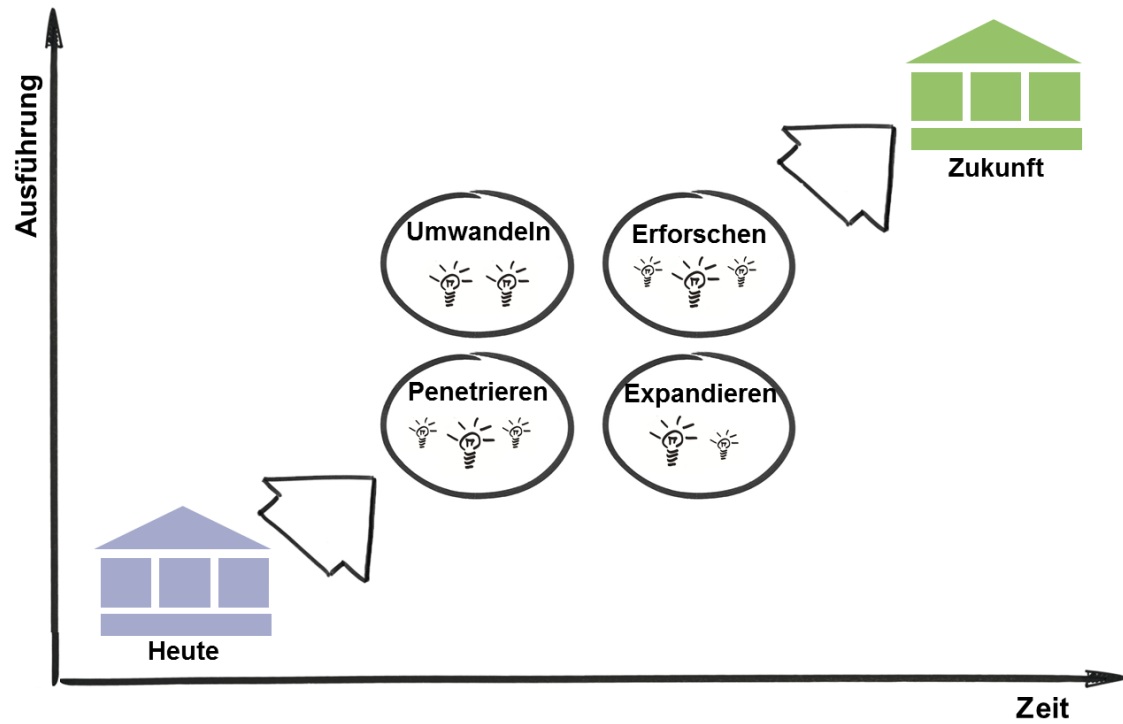 Ausführung
Zukunft
Umwandeln
Erforschen
Penetrieren
Expandieren
Heute
Zeit